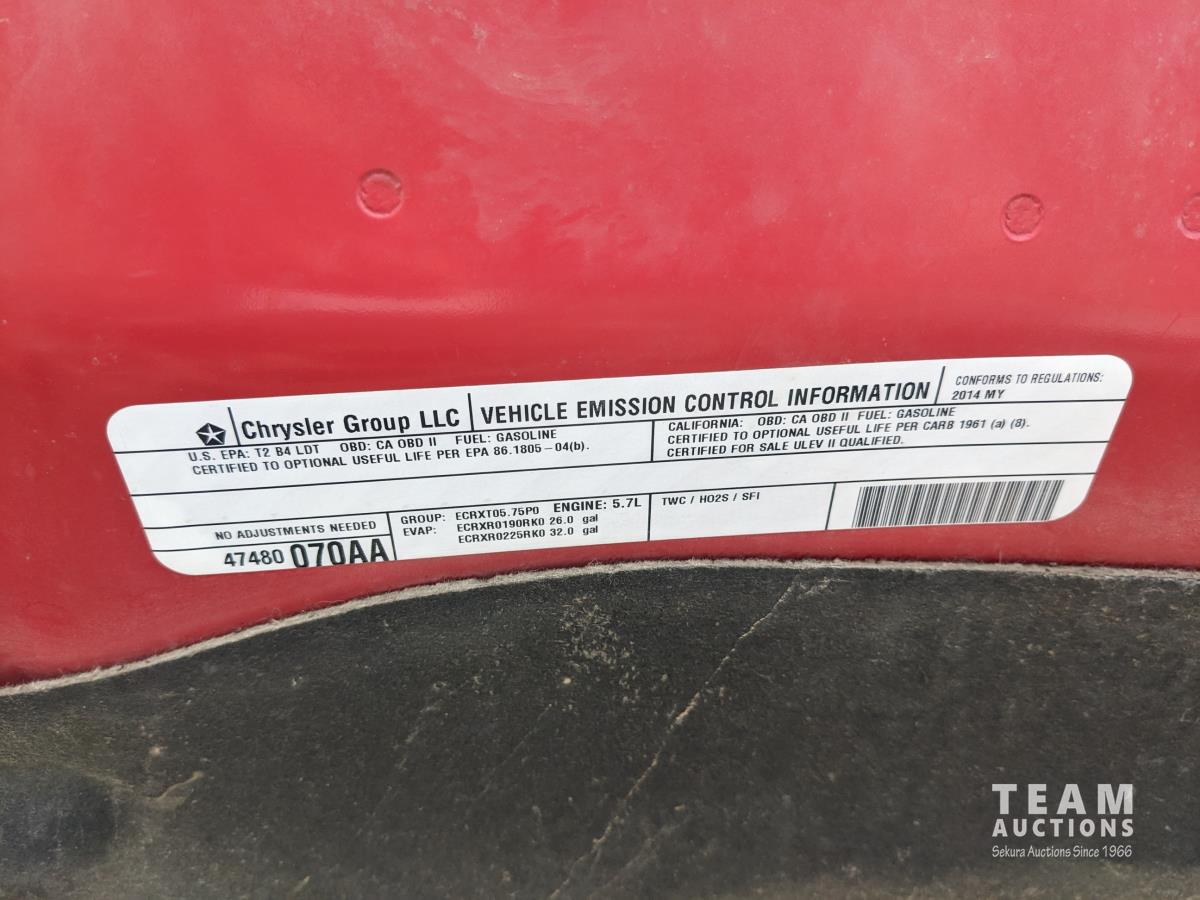 Chrysler Group LLC
VEHICLE EMISSION CONTROL INFORMATION
CONFORMS TO REGULATIONS:
2014 MY
U.S. EPA: T2 B4 LDT OBD: CA OBD II FUEL: GASOLINE
CERTIFIED TO OPTIONAL USEFUL LIFE PER EPA 86.1805-04(b).
CALIFORNIA: OBD: CA OBD II FUEL: GASOLINE
CERTIFIED TO OPTIONAL USEFUL LIFE PER CARB 1961 (a) (8).
CERTIFIED FOR SALE ULEV II QUALIFIED.
NO ADJUSTMENTS NEEDED
47480 070AA
GROUP: ECRXT05.75P0 ENGINE: 5.7L
EVAP: ECRXR0190RK0 26.0 gal
ECRXR0225RK0 32.0 gal
TWC / HO2S / SFI
TEAM
AUCTIONS
Sekura Auctions Since 1966